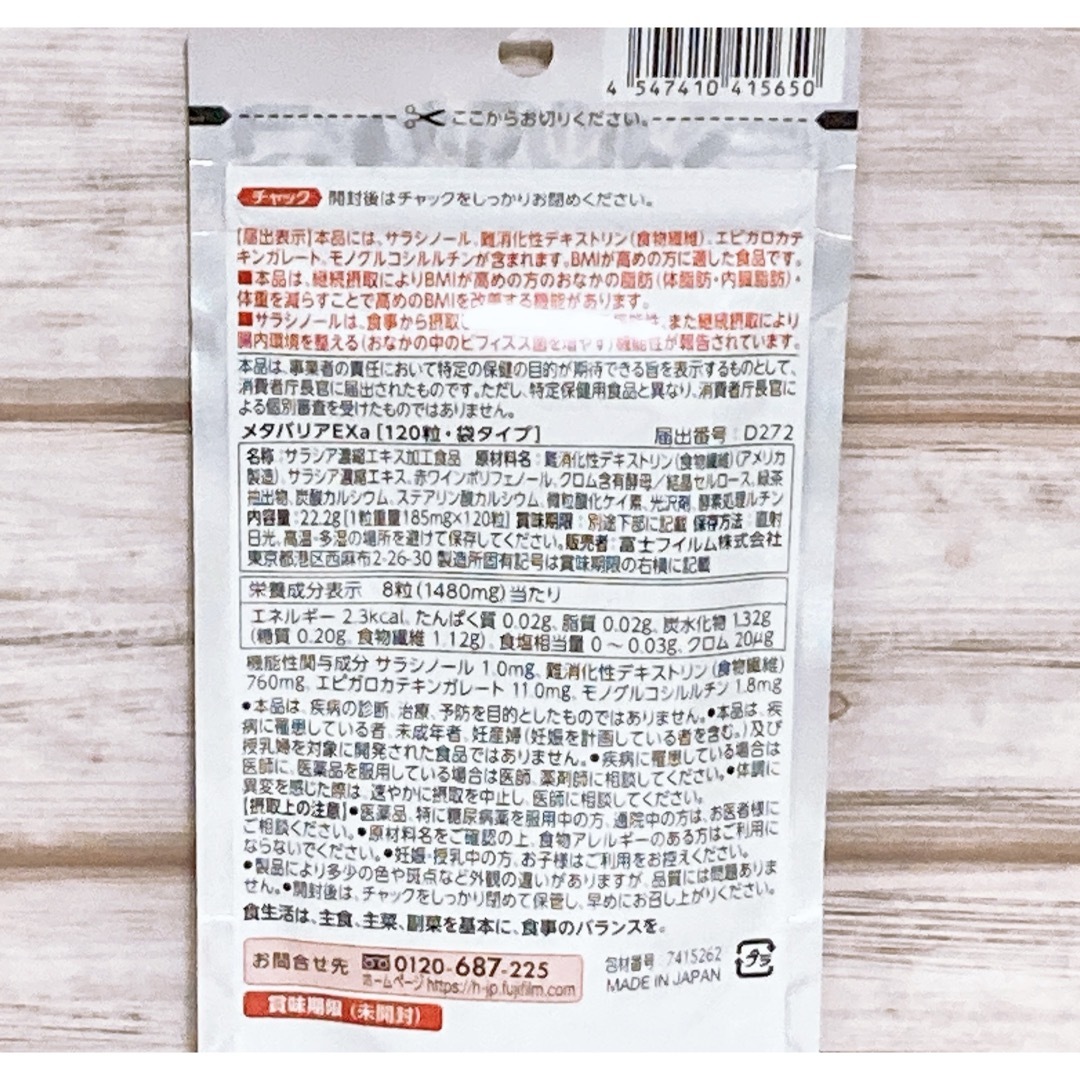 4 547410 415650
ここからお切りください。
チャック 開封後はチャックをしっかりお閉めください。
【届出表示】本品には、サラシノール、難消化性デキストリン(食物繊維)、エピガロカテ
キンガレート、モノグルコシルルチンが含まれます。BMIが高めの方に適した食品です。
■本品は、継続摂取によりBMIが高めの方のおなかの脂肪(体脂肪・内臓脂肪)・
体重を減らすことで高めのBMIを改善する機能があります。
■サラシノールは、食事から摂取し、また継続摂取により
腸内環境を整える(おなかの中のビフィズス菌を増やす)機能性が報告されています。
本品は、事業者の責任において特定の保健の目的が期待できる旨を表示するものとして、
消費者庁長官に届出されたものです。ただし、特定保健用食品と異なり、消費者庁長官に
よる個別審査を受けたものではありません。
メタバリアEXa [120粒・袋タイプ] 届出番号:D272
名称:サラシア濃縮エキス加工食品 原材料名:難消化性デキストリン(食物繊維)(アメリカ
製造)、サラシア濃縮エキス、赤ワインポリフェノール、クロム含有酵母/結晶セルロース、緑茶
抽出物、炭酸カルシウム、ステアリン酸カルシウム、微粒酸化ケイ素、光沢剤、酵素処理ルチン
内容量:22.2g[1粒重量185mg×120粒] 賞味期限:別途下部に記載 保存方法:直射
日光、高温・多湿の場所を避けて保存してください。販売者:富士フイルム株式会社
東京都港区西麻布2-26-30 製造所固有記号は賞味期限の右横に記載
栄養成分表示 8粒(1480mg)当たり
エネルギー 2.3kcal、たんぱく質 0.02g、脂質 0.02g、炭水化物 1.32g
(糖質 0.20g、食物繊維 1.12g)、食塩相当量 0～0.03g、クロム 20μg
機能性関与成分 サラシノール 1.0mg、難消化性デキストリン(食物繊維)
760mg、エピガロカテキンガレート 11.0mg、モノグルコシルルチン 1.8mg
●本品は、疾病の診断、治療、予防を目的としたものではありません。●本品は、疾
病に罹患している者、未成年者、妊産婦(妊娠を計画している者を含む。)及び
授乳婦を対象に開発された食品ではありません。●疾病に罹患している場合は
医師に、医薬品を服用している場合は医師、薬剤師に相談してください。●体調に
異変を感じた際は、速やかに摂取を中止し、医師に相談してください。
【摂取上の注意】●医薬品、特に糖尿病薬を服用中の方、通院中の方は、お医者様に
ご相談ください。●原材料名をご確認の上、食物アレルギーのある方はご利用に
ならないでください。●妊娠・授乳中の方、お子様はご利用をお控えください。
●製品により多少の色や斑点など外観の違いがありますが、品質には問題ありま
せん。●開封後は、チャックをしっかり閉めて保管し、早めにお召し上がりください。
食生活は、主食、主菜、副菜を基本に、食事のバランスを。
お問合せ先 0120-687-225
ホームページ https://h-jp.fujifilm.com
包材番号 7415262
MADE IN JAPAN
プラ
賞味期限(未開封)